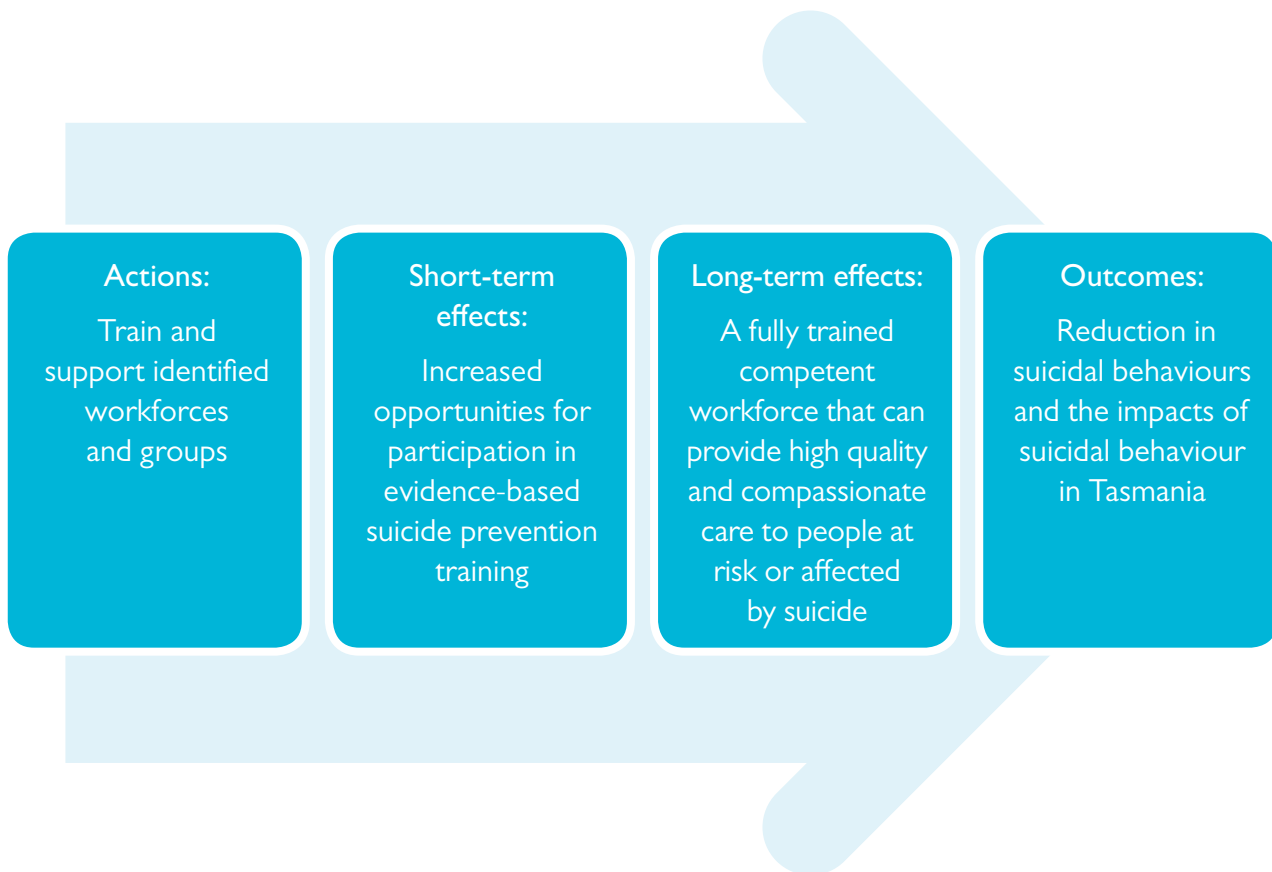 Actions:
Train and
support identified
workforces
and groups
Short-term
effects:
Increased
opportunities for
participation in
evidence-based
suicide prevention
training
Long-term effects:
A fully trained
competent
workforce that can
provide high quality
and compassionate
care to people at
risk or affected
by suicide
Outcomes:
Reduction in
suicidal behaviours
and the impacts of
suicidal behaviour
in Tasmania